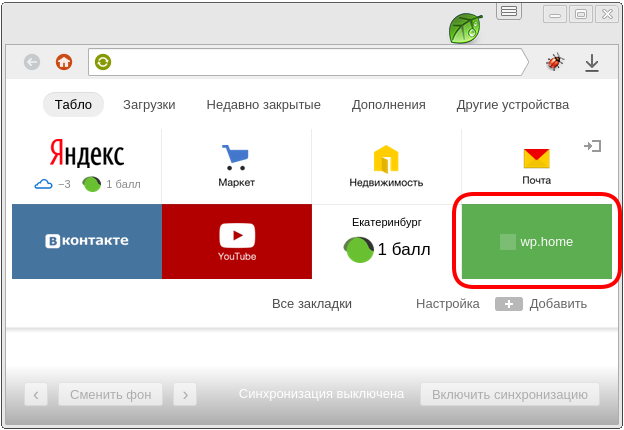 Табло Загрузки Недавно закрытые Дополнения Другие устройства
Яндекс
−3 1 балл
Маркет
Недвижимость
Почта
В контакте
YouTube
Екатеринбург
1 балл
wp.home
Все закладки Настройка Добавить
Сменить фон Синхронизация выключена Включить синхронизацию